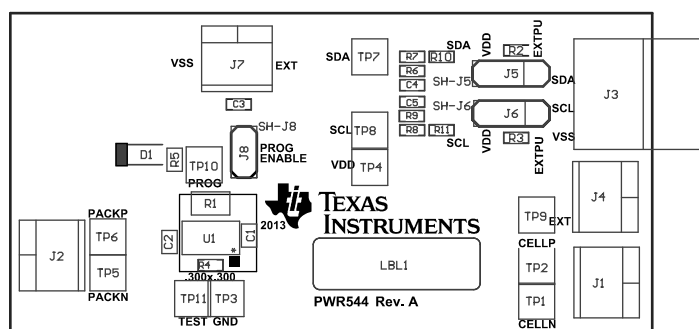 VSS
J7
EXT
C3
SH-J8
J8
PROG
ENABLE
D1
R5
TP10
PROG
SDA
TP7
SCL
TP8
VDD
TP4
SDA
R7
R10
R6
C4
C5
R9
R8
R11
SCL
SH-J5
SH-J6
VDD
R2
EXTPU
J5
SDA
J6
SCL
VDD
R3
EXTPU
VSS
J3
J4
TP9
EXT
CELLP
TP2
TP1
CELLN
J1
R1
C2
U1
C1
*
R4
.300x.300
2013
TEXAS
INSTRUMENTS
LBL1
PWR544 Rev. A
PACKP
J2
TP6
TP5
PACKN
TP11
TP3
TEST GND